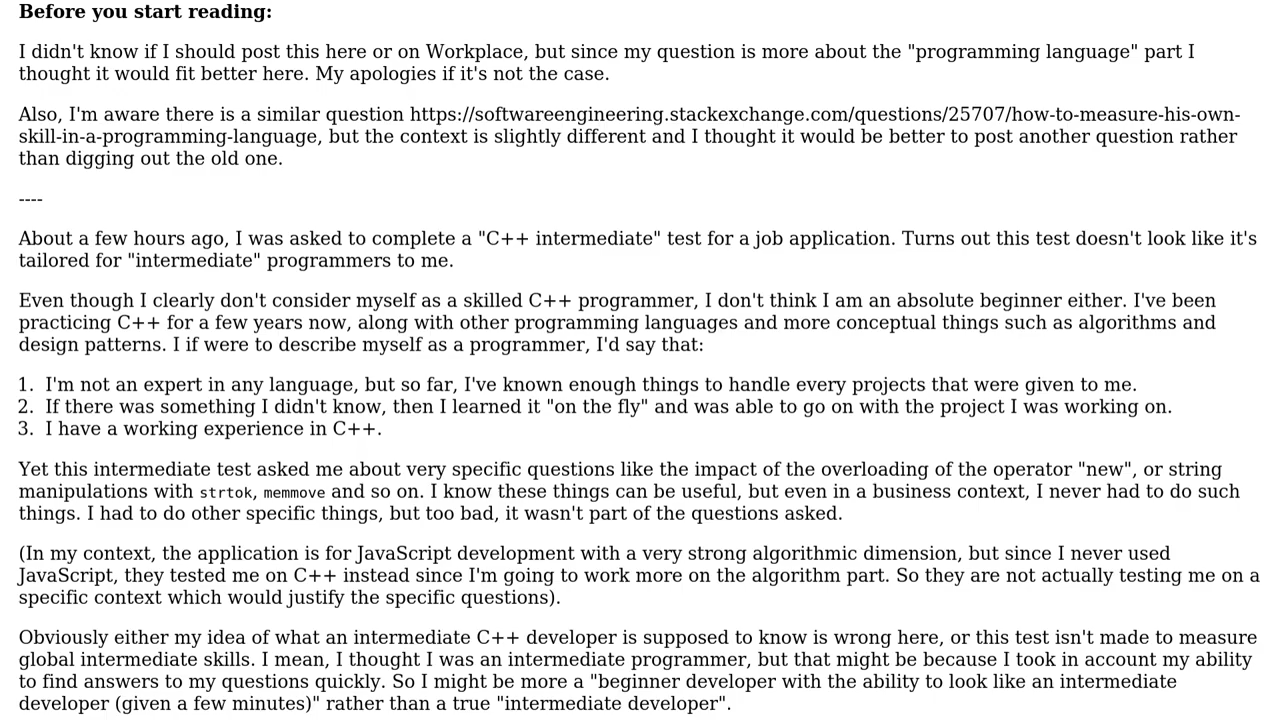 Before you start reading:
I didn't know if I should post this here or on Workplace, but since my question is more about the "programming language" part I
thought it would fit better here. My apologies if it's not the case.
Also, I'm aware there is a similar question https://softwareengineering.stackexchange.com/questions/25707/how-to-measure-his-own-
skill-in-a-programming-language, but the context is slightly different and I thought it would be better to post another question rather
than digging out the old one.
----
About a few hours ago, I was asked to complete a "C++ intermediate" test for a job application. Turns out this test doesn't look like it's
tailored for "intermediate" programmers to me.
Even though I clearly don't consider myself as a skilled C++ programmer, I don't think I am an absolute beginner either. I've been
practicing C++ for a few years now, along with other programming languages and more conceptual things such as algorithms and
design patterns. I if were to describe myself as a programmer, I'd say that:
1. I'm not an expert in any language, but so far, I've known enough things to handle every projects that were given to me.
2. If there was something I didn't know, then I learned it "on the fly" and was able to go on with the project I was working on.
3. I have a working experience in C++.
Yet this intermediate test asked me about very specific questions like the impact of the overloading of the operator "new", or string
manipulations with strtok, memmove and so on. I know these things can be useful, but even in a business context, I never had to do such
things. I had to do other specific things, but too bad, it wasn't part of the questions asked.
(In my context, the application is for JavaScript development with a very strong algorithmic dimension, but since I never used
JavaScript, they tested me on C++ instead since I'm going to work more on the algorithm part. So they are not actually testing me on a
specific context which would justify the specific questions).
Obviously either my idea of what an intermediate C++ developer is supposed to know is wrong here, or this test isn't made to measure
global intermediate skills. I mean, I thought I was an intermediate programmer, but that might be because I took in account my ability
to find answers to my questions quickly. So I might be more a "beginner developer with the ability to look like an intermediate
developer (given a few minutes)" rather than a true "intermediate developer".